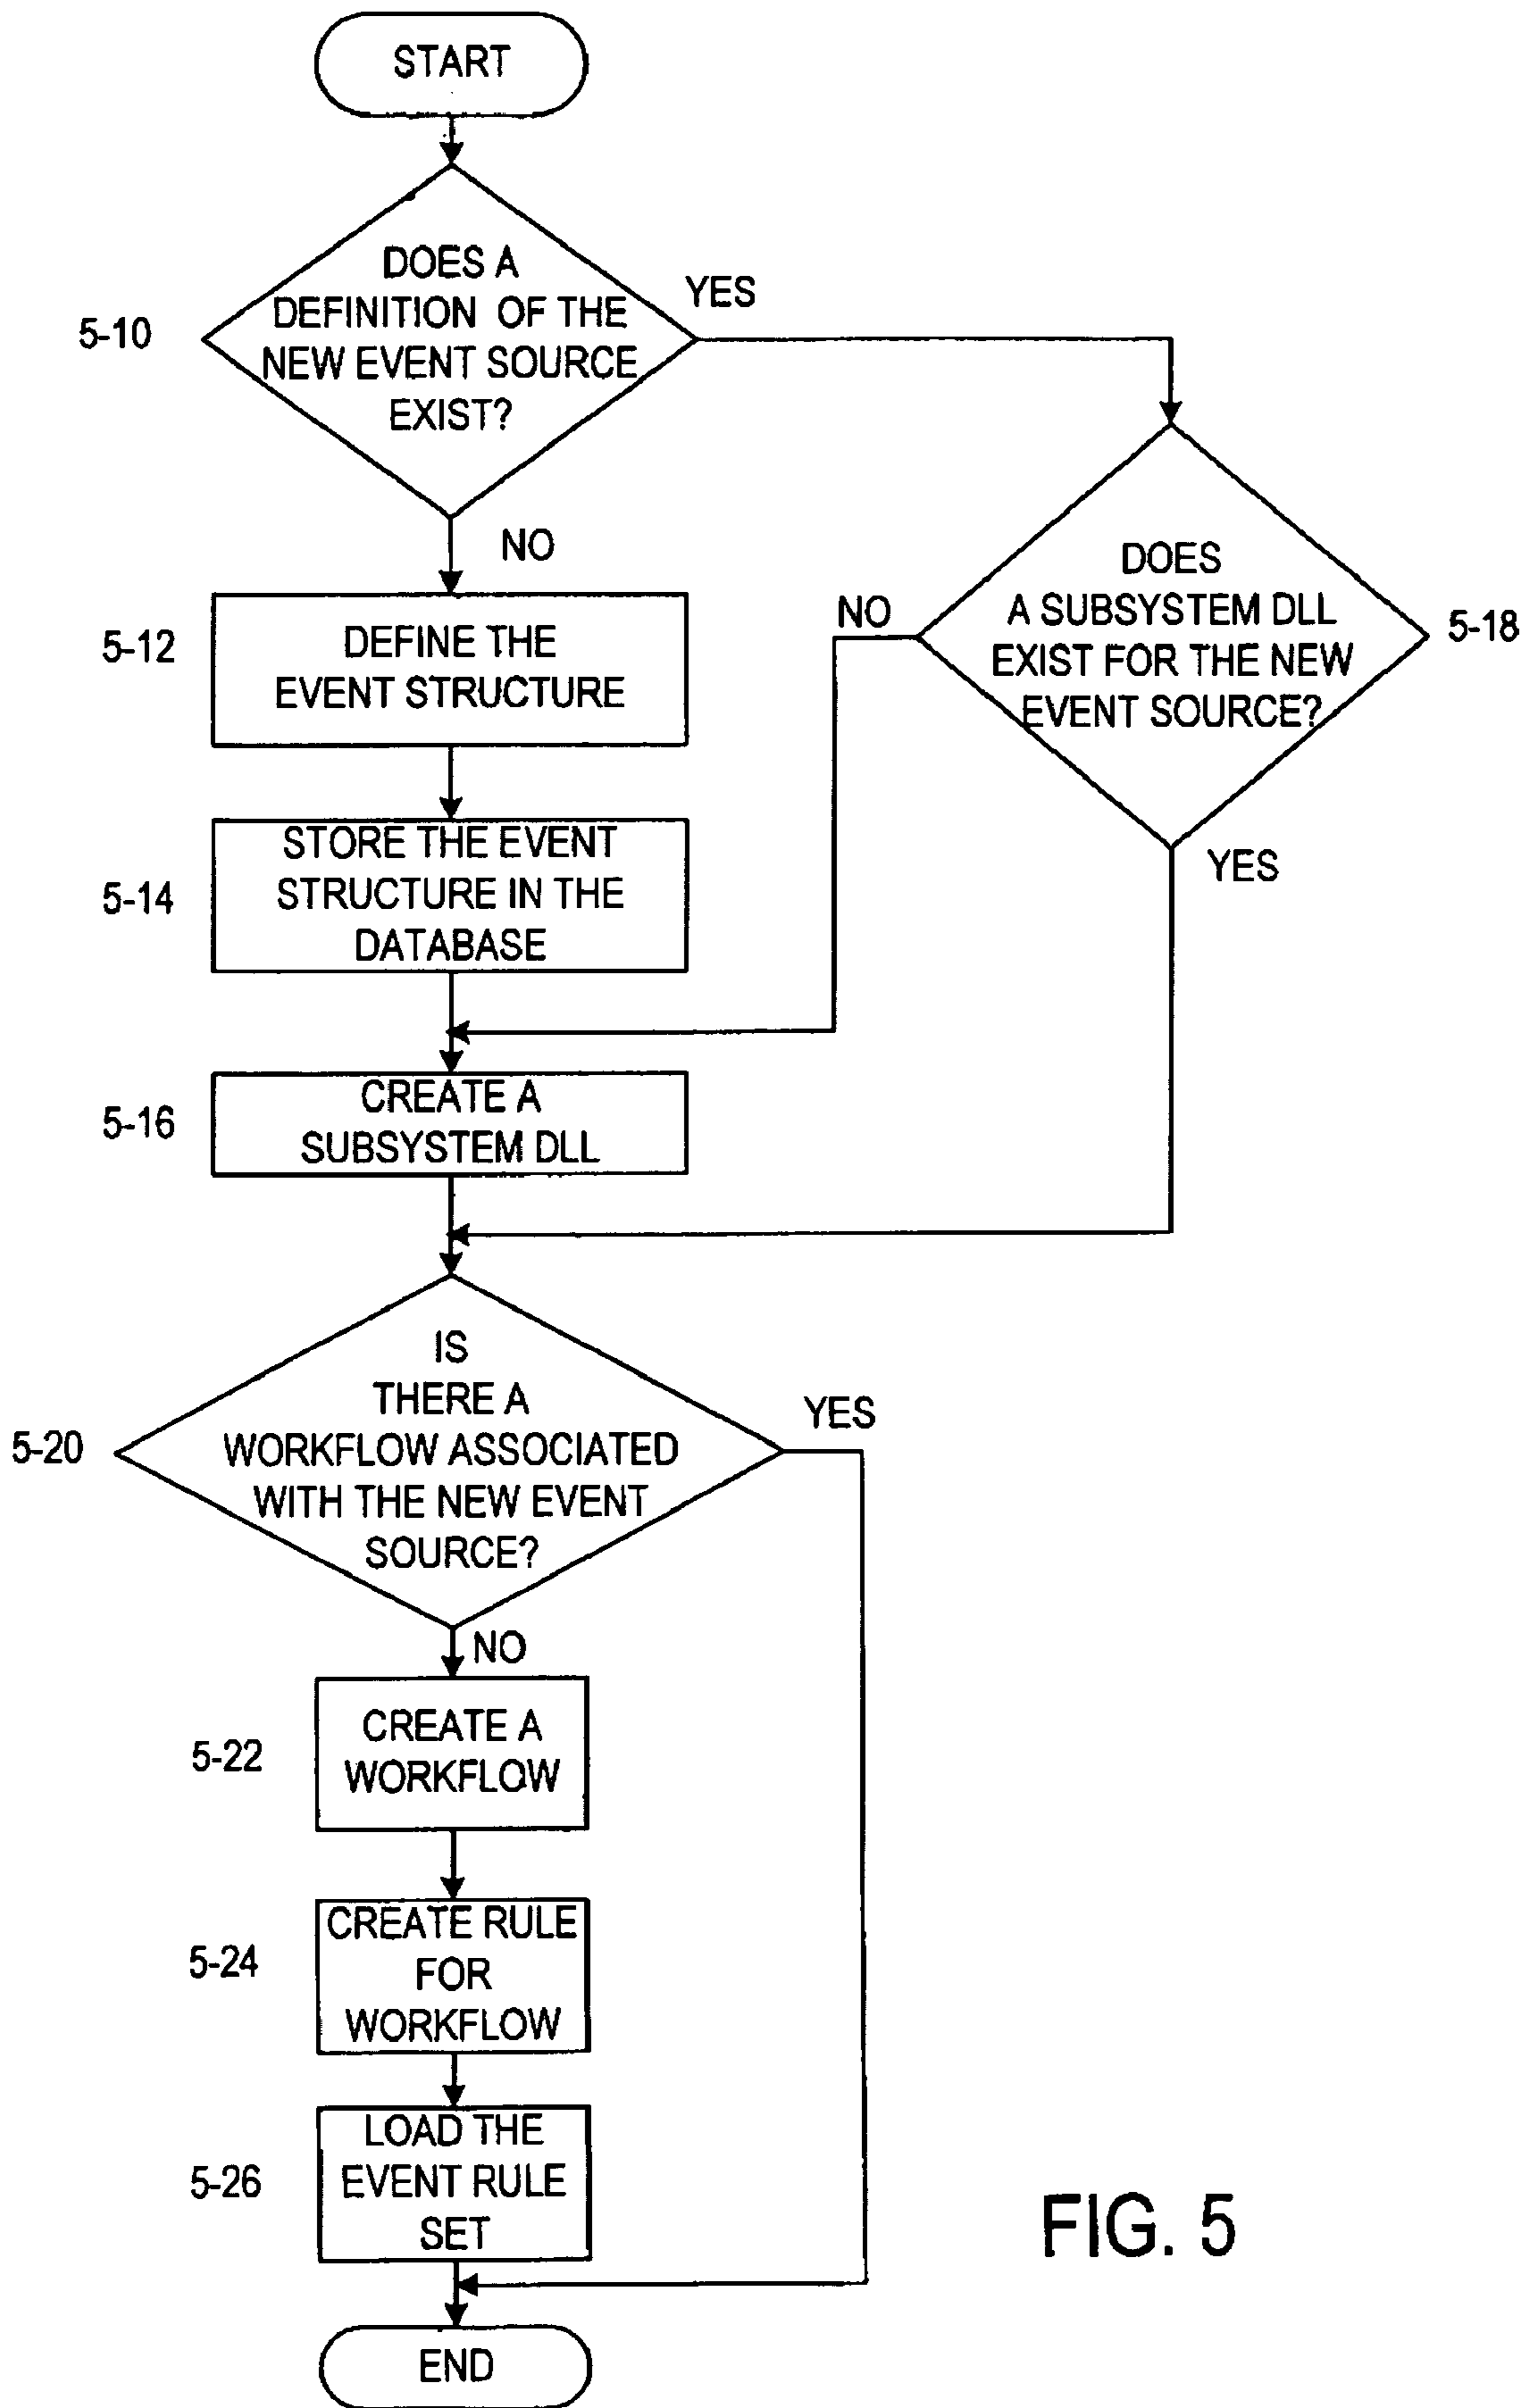 START
DOES A
DEFINITION OF THE
NEW EVENT SOURCE
EXIST?
5-10
YES
NO
DOES
A SUBSYSTEM DLL
EXIST FOR THE NEW
EVENT SOURCE?
5-18
NO
YES
5-12
DEFINE THE
EVENT STRUCTURE
5-14
STORE THE EVENT
STRUCTURE IN THE
DATABASE
5-16
CREATE A
SUBSYSTEM DLL
5-20
IS
THERE A
WORKFLOW ASSOCIATED
WITH THE NEW EVENT
SOURCE?
YES
NO
5-22
CREATE A
WORKFLOW
5-24
CREATE RULE
FOR
WORKFLOW
5-26
LOAD THE
EVENT RULE
SET
END
FIG. 5